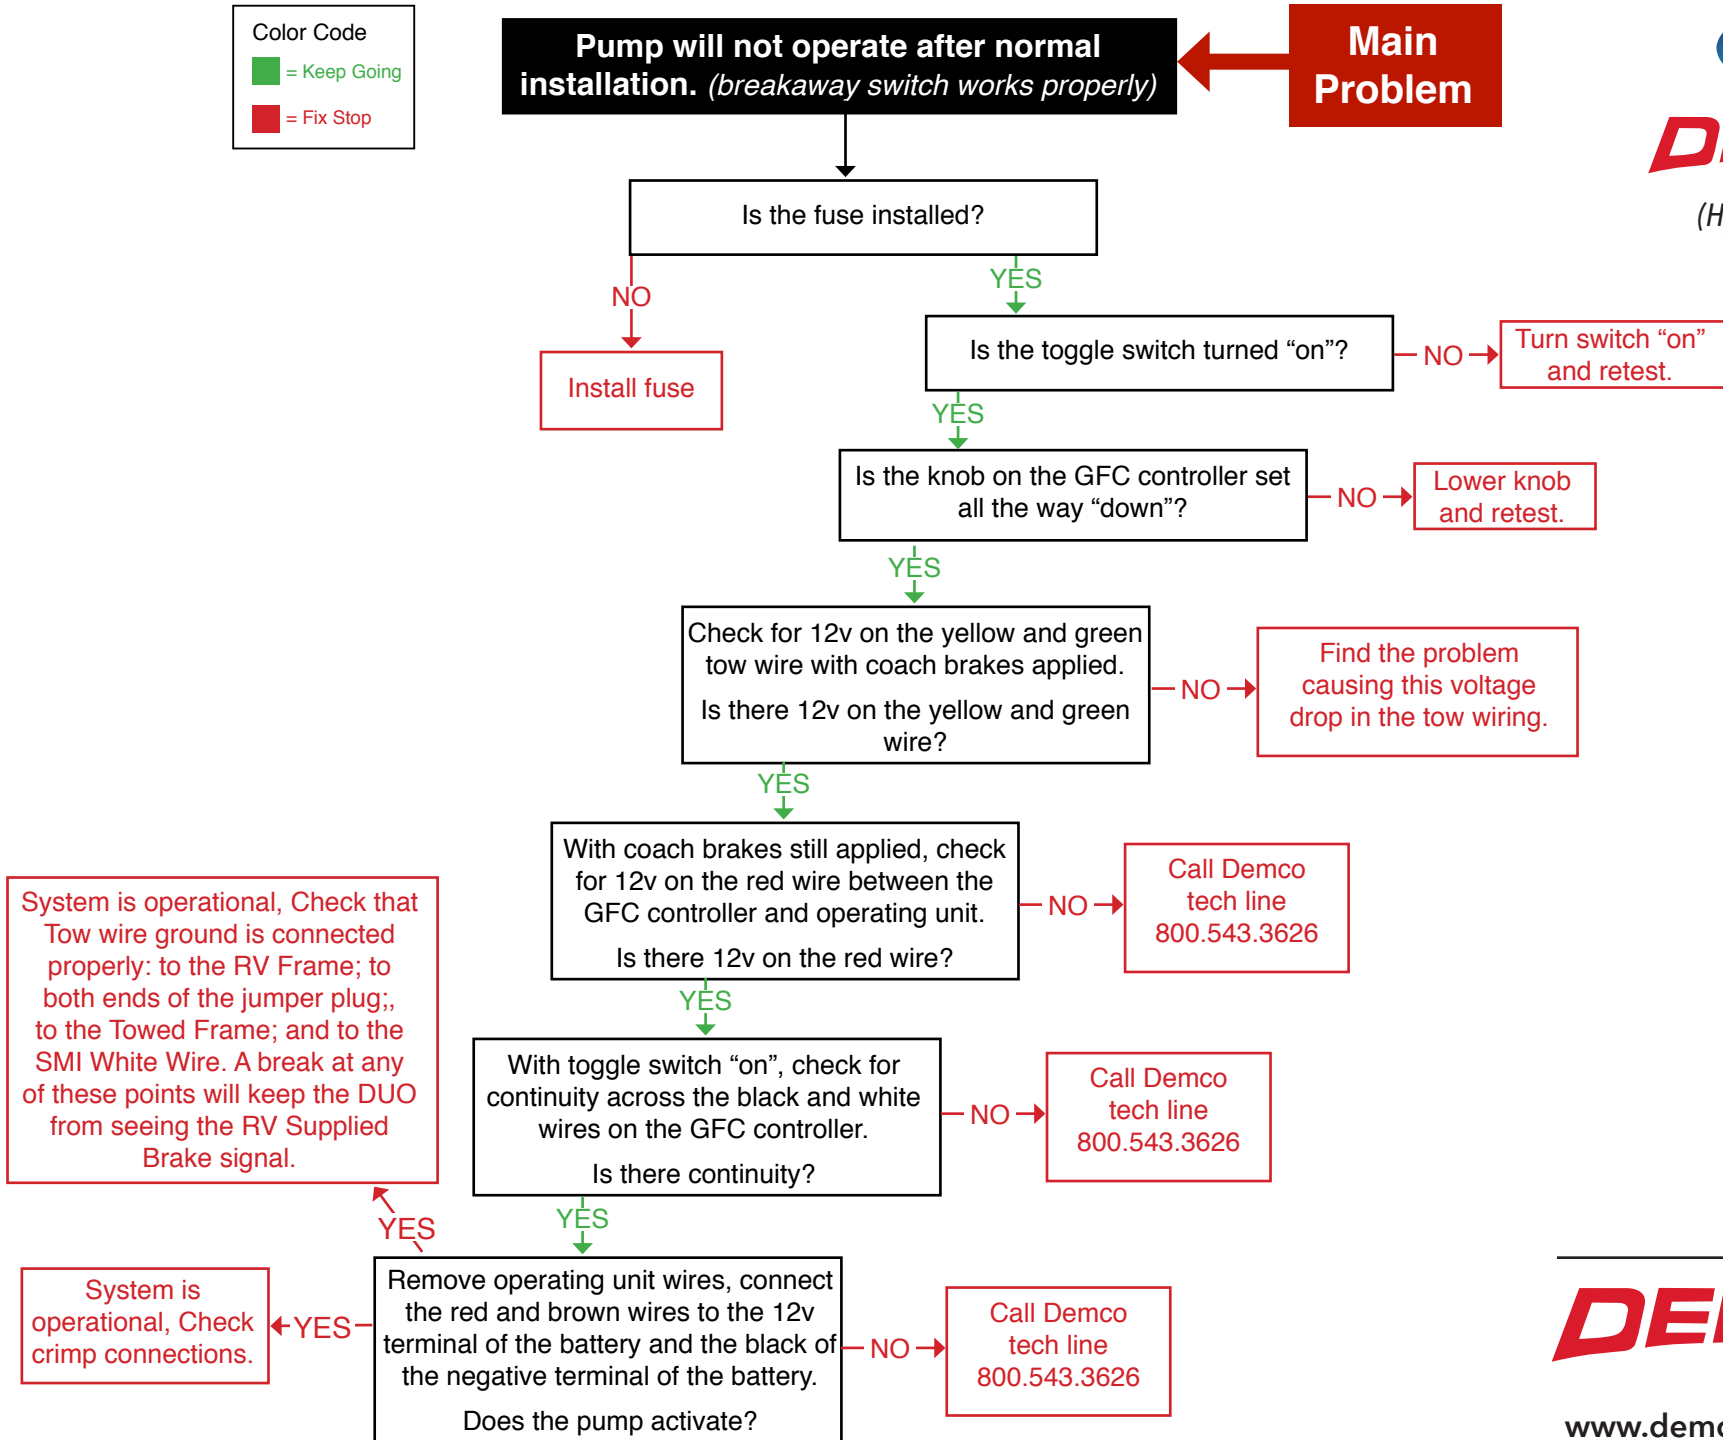 Color Code
= Keep Going
= Fix Stop
Pump will not operate after normal
installation. (breakaway switch works properly)
Main
Problem
(H
Is the fuse installed?
NO
YES
Install fuse
Is the toggle switch turned “on”?
NO
Turn switch “on”
and retest.
YES
Is the knob on the GFC controller set
all the way “down”?
NO
Lower knob
and retest.
YES
Check for 12v on the yellow and green
tow wire with coach brakes applied.
Is there 12v on the yellow and green
wire?
NO
Find the problem
causing this voltage
drop in the tow wiring.
YES
With coach brakes still applied, check
for 12v on the red wire between the
GFC controller and operating unit.
Is there 12v on the red wire?
NO
Call Demco
tech line
800.543.3626
YES
With toggle switch “on”, check for
continuity across the black and white
wires on the GFC controller.
Is there continuity?
NO
Call Demco
tech line
800.543.3626
YES
System is operational, Check that
Tow wire ground is connected
properly: to the RV Frame; to
both ends of the jumper plug;,
to the Towed Frame; and to the
SMI White Wire. A break at any
of these points will keep the DUO
from seeing the RV Supplied
Brake signal.
YES
Remove operating unit wires, connect
the red and brown wires to the 12v
terminal of the battery and the black of
the negative terminal of the battery.
Does the pump activate?
YES
System is
operational, Check
crimp connections.
NO
Call Demco
tech line
800.543.3626
www.demc